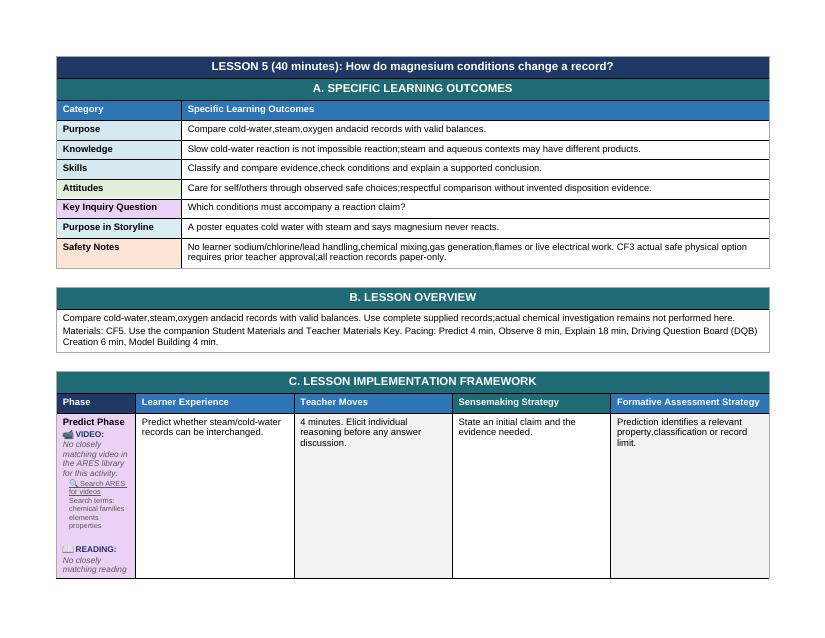 LESSON 5 (40 minutes): How do magnesium conditions change a record?
A. SPECIFIC LEARNING OUTCOMES
Category
Specific Learning Outcomes
Purpose
Compare cold-water,steam,oxygen andacid records with valid balances.
Knowledge
Slow cold-water reaction is not impossible reaction;steam and aqueous contexts may have different products.
Skills
Classify and compare evidence,check conditions and explain a supported conclusion.
Attitudes
Care for self/others through observed safe choices;respectful comparison without invented disposition evidence.
Key Inquiry Question
Which conditions must accompany a reaction claim?
Purpose in Storyline
A poster equates cold water with steam and says magnesium never reacts.
Safety Notes
No learner sodium/chlorine/lead handling,chemical mixing,gas generation,flames or live electrical work. CF3 actual safe physical option
requires prior teacher approval;all reaction records paper-only.
B. LESSON OVERVIEW
Compare cold-water,steam,oxygen andacid records with valid balances. Use complete supplied records;actual chemical investigation remains not performed here.
Materials: CF5. Use the companion Student Materials and Teacher Materials Key. Pacing: Predict 4 min, Observe 8 min, Explain 18 min, Driving Question Board (DQB)
Creation 6 min, Model Building 4 min.
C. LESSON IMPLEMENTATION FRAMEWORK
Phase
Learner Experience
Teacher Moves
Sensemaking Strategy
Formative Assessment Strategy
Predict Phase
VIDEO:
No closely
matching video in
the ARES library
for this activity.
Search ARES
for videos
Search terms:
chemical families
elements
properties
READING:
No closely
matching reading
Predict whether steam/cold-water
records can be interchanged.
4 minutes. Elicit individual
reasoning before any answer
discussion.
State an initial claim and the
evidence needed.
Prediction identifies a relevant
property,classification or record
limit.